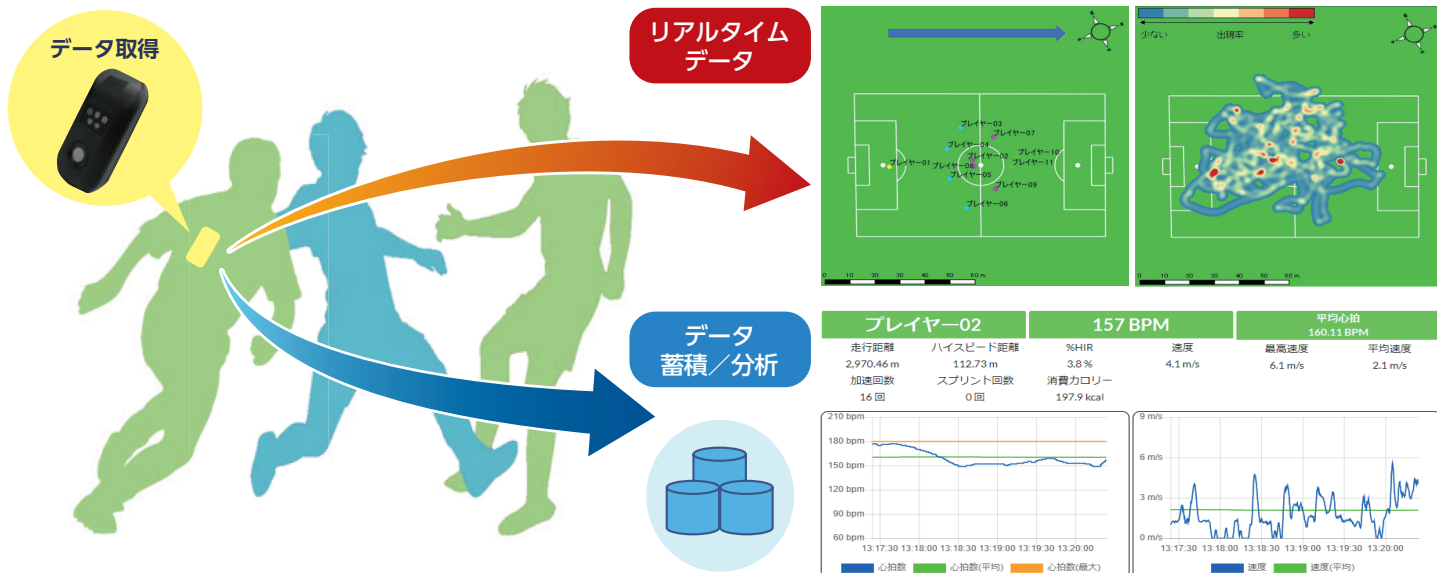 データ取得
リアルタイム
データ
データ
蓄積／分析
プレイヤー03
プレイヤー07
プレイヤー04
プレイヤー02
プレイヤー10
プレイヤー01
プレイヤー08
プレイヤー11
プレイヤー05
プレイヤー09
プレイヤー06
0 10 20 30 40 50 60 m
少ない 出現率 多い
0 10 20 30 40 50 60 m
プレイヤー02
157 BPM
平均心拍
160.11 BPM
走行距離 ハイスピード距離 %HIR 速度 最高速度 平均速度
2,970.46 m 112.73 m 3.8 % 4.1 m/s 6.1 m/s 2.1 m/s
加速回数 スプリント回数 消費カロリー
16 回 0 回 197.9 kcal
210 bpm
180 bpm
150 bpm
120 bpm
90 bpm
60 bpm
13:17:30 13:18:00 13:18:30 13:19:00 13:19:30 13:20:00
心拍数 心拍数(平均) 心拍数(最大)
9 m/s
6 m/s
3 m/s
0 m/s
13:17:30 13:18:00 13:18:30 13:19:00 13:19:30 13:20:00
速度 速度(平均)